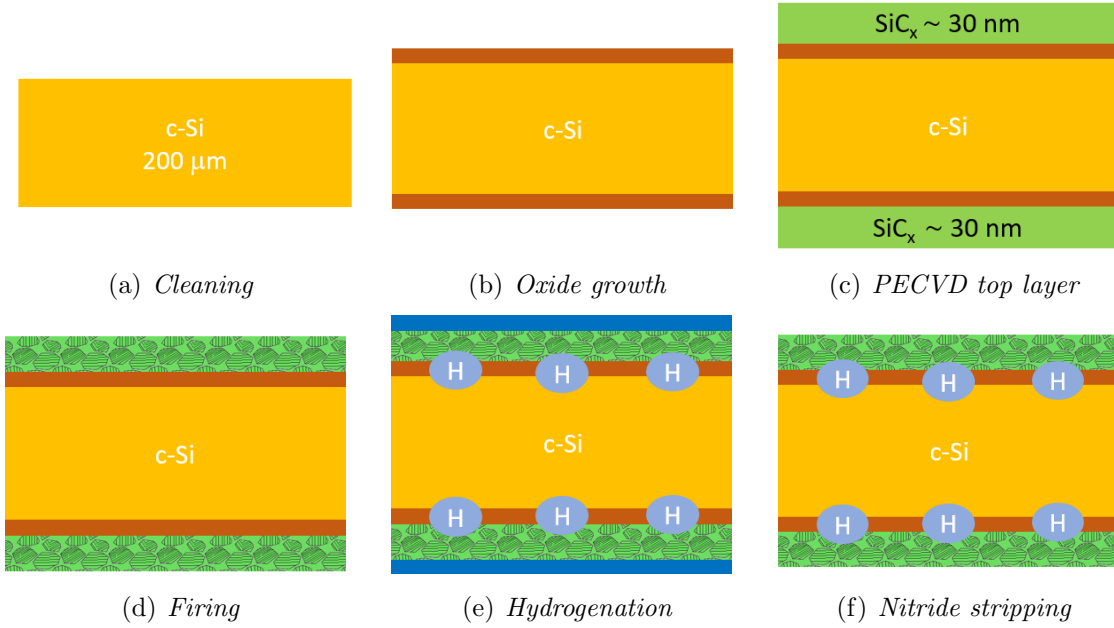 c-Si
200 μm
(a) Cleaning
c-Si
(b) Oxide growth
SiCₓ ~ 30 nm
c-Si
SiCₓ ~ 30 nm
(c) PECVD top layer
c-Si
(d) Firing
H H H
c-Si
H H H
(e) Hydrogenation
H H H
c-Si
H H H
(f) Nitride stripping